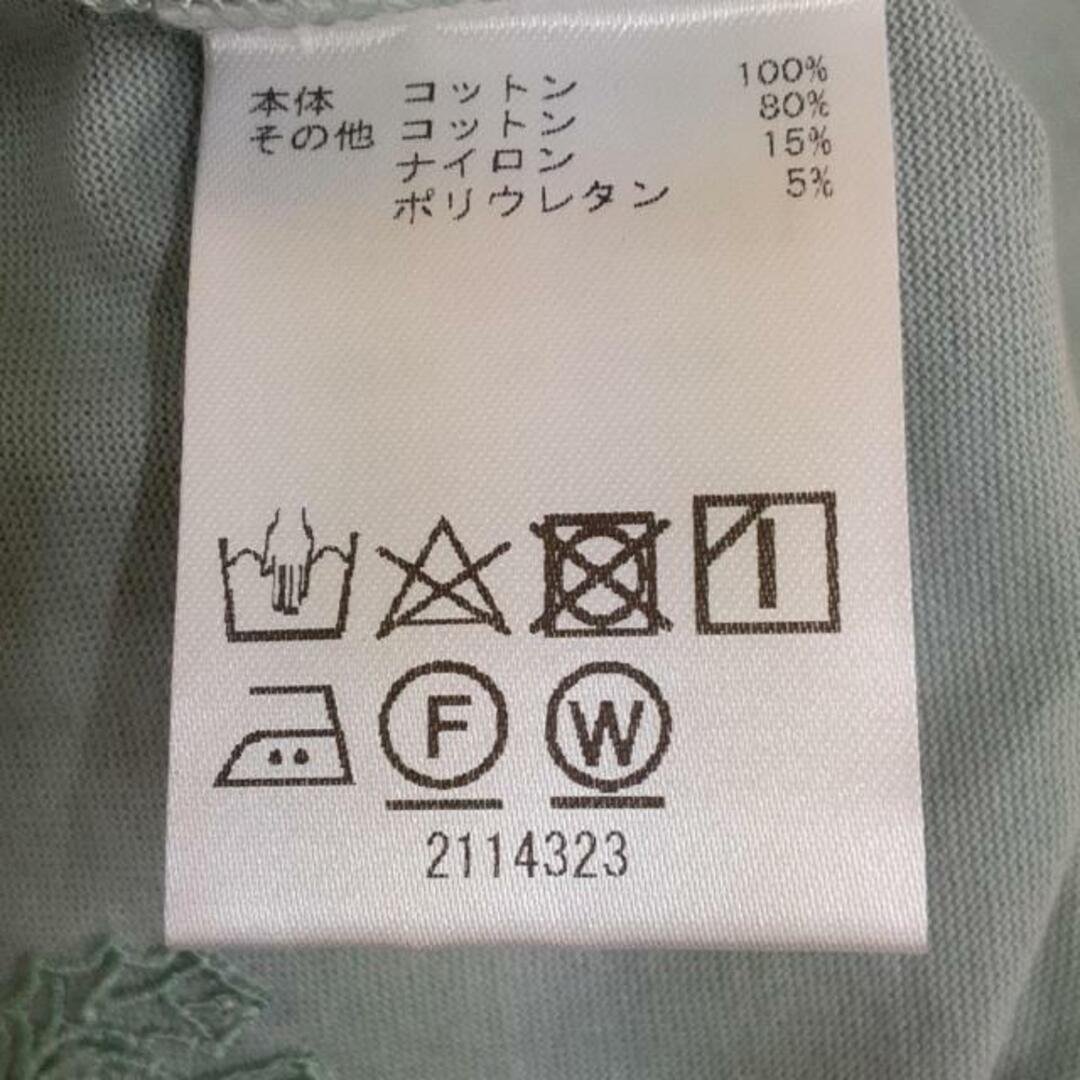 本体 コットン 100%
その他 コットン 80%
ナイロン 15%
ポリウレタン 5%
F W
2114323